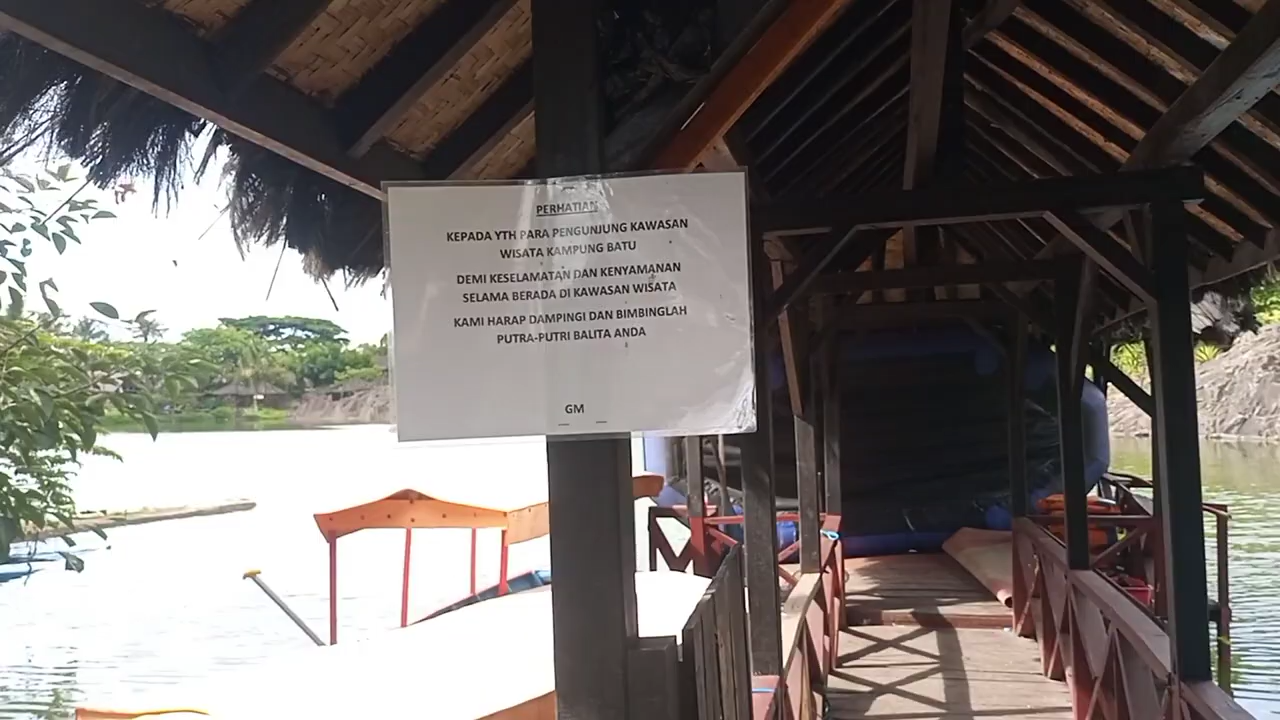 PERHATIAN
KEPADA YTH PARA PENGUNJUNG KAWASAN
WISATA KAMPUNG BATU
DEMI KESELAMATAN DAN KENYAMANAN
SELAMA BERADA DI KAWASAN WISATA
KAMI HARAP DAMPINGI DAN BIMBINGLAH
PUTRA-PUTRI BALITA ANDA
GM